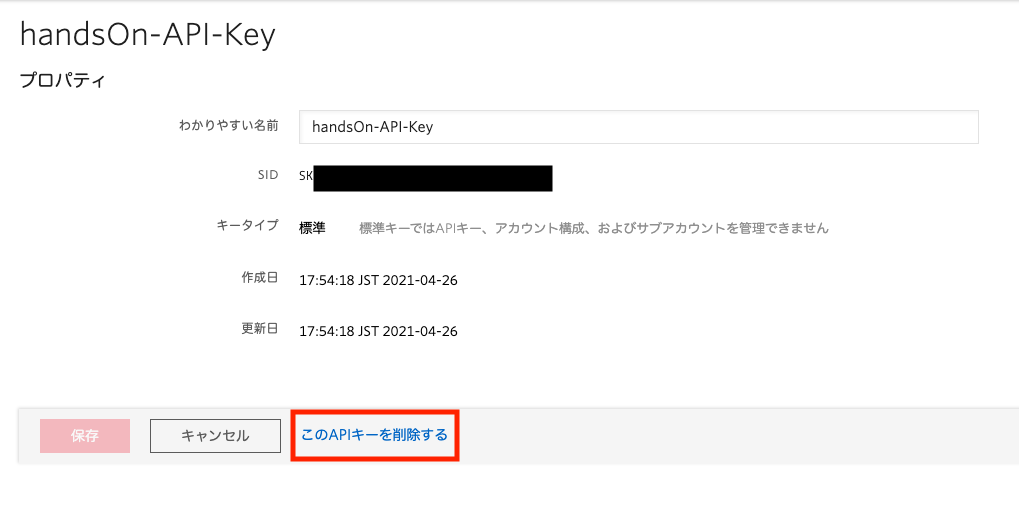 handsOn-API-Key
プロパティ
わかりやすい名前 handsOn-API-Key
SID SK
キータイプ 標準 標準キーではAPIキー、アカウント構成、およびサブアカウントを管理できません
作成日 17:54:18 JST 2021-04-26
更新日 17:54:18 JST 2021-04-26
保存 キャンセル このAPIキーを削除する